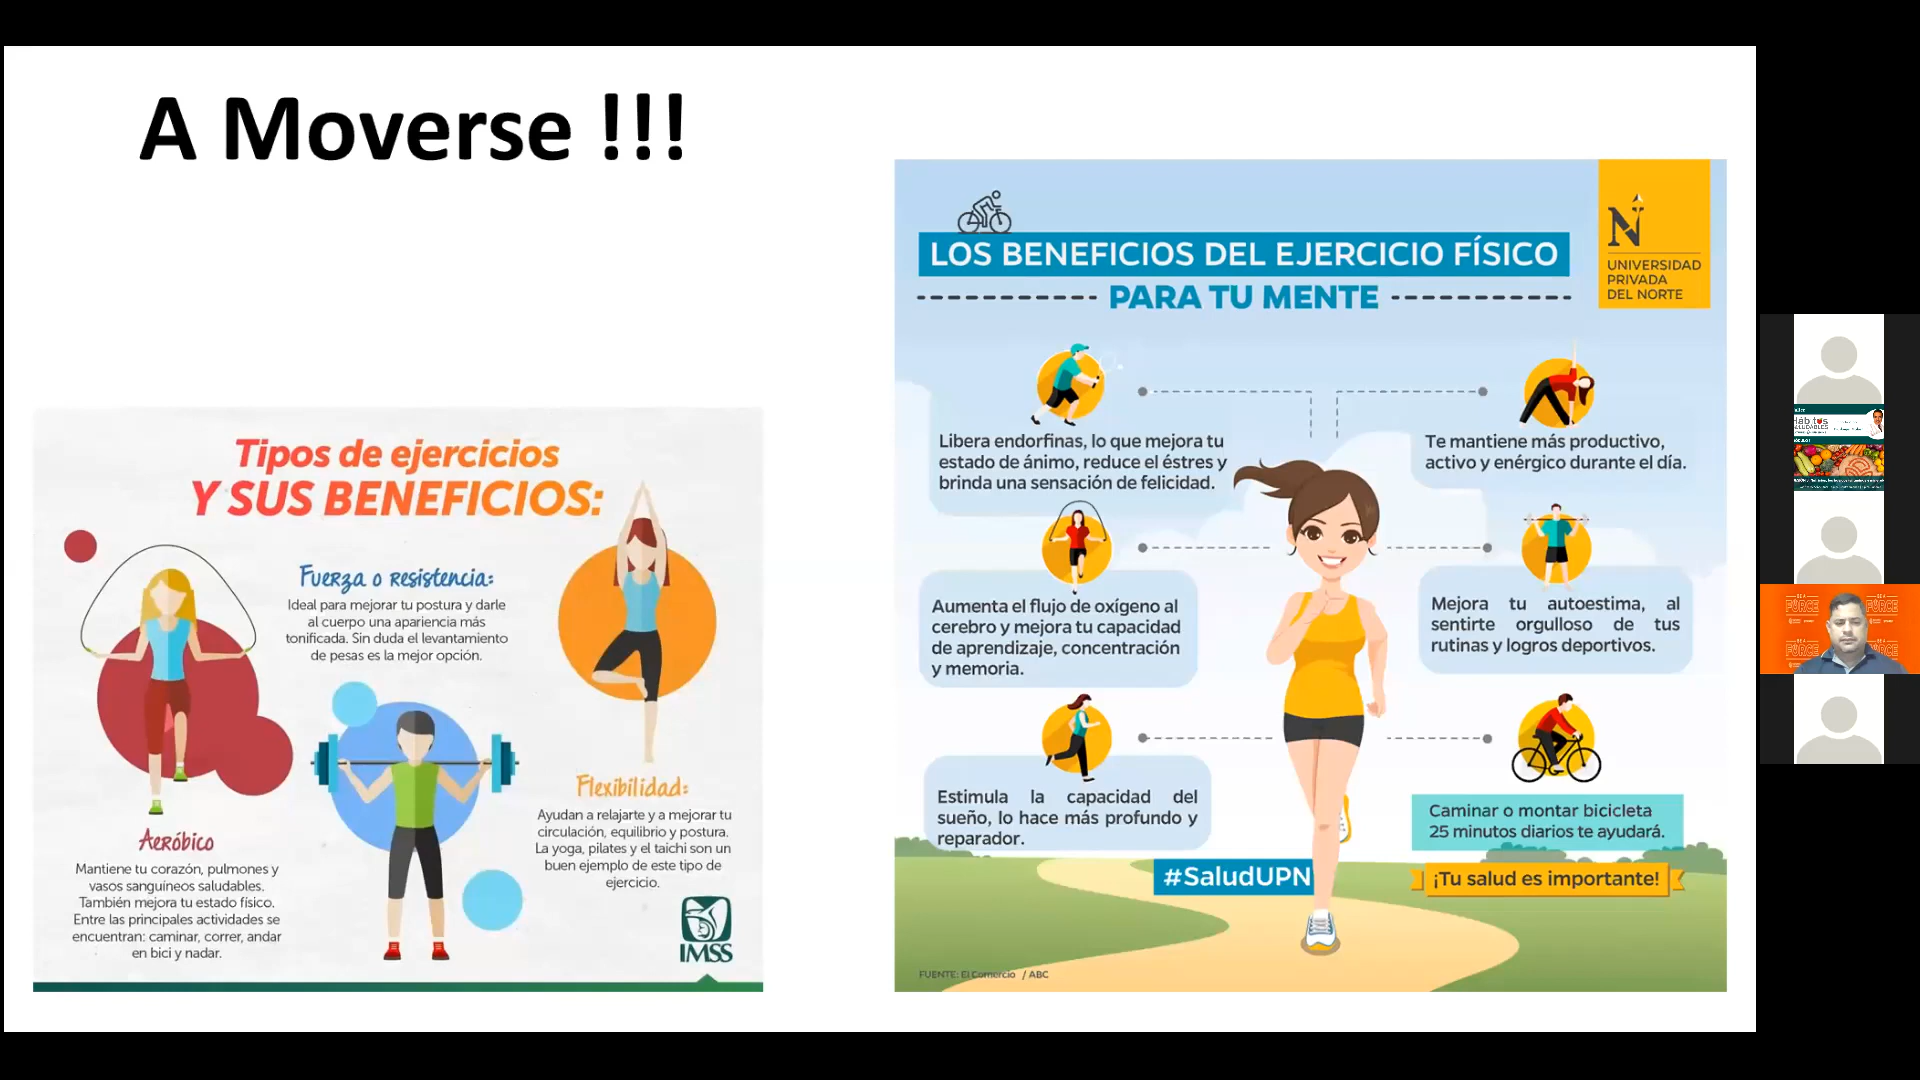 A Moverse !!!
Tipos de ejercicios
Y SUS BENEFICIOS:
Fuerza o resistencia:
Ideal para mejorar tu postura y darle
al cuerpo una apariencia más
tonificada. Sin duda el levantamiento
de pesas es la mejor opción.
Aeróbico
Mantiene tu corazón, pulmones y
vasos sanguíneos saludables.
También mejora tu estado físico.
Entre las principales actividades se
encuentran: caminar, correr, andar
en bici y nadar.
Flexibilidad:
Ayudan a relajarte y a mejorar tu
circulación, equilibrio y postura.
La yoga, pilates y el taichi son un
buen ejemplo de este tipo de
ejercicio.
IMSS
LOS BENEFICIOS DEL EJERCICIO FÍSICO
PARA TU MENTE
N
UNIVERSIDAD
PRIVADA
DEL NORTE
Libera endorfinas, lo que mejora tu
estado de ánimo, reduce el éstres y
brinda una sensación de felicidad.
Te mantiene más productivo,
activo y enérgico durante el día.
Aumenta el flujo de oxígeno al
cerebro y mejora tu capacidad
de aprendizaje, concentración
y memoria.
Mejora tu autoestima, al
sentirte orgulloso de tus
rutinas y logros deportivos.
Estimula la capacidad del
sueño, lo hace más profundo y
reparador.
Caminar o montar bicicleta
25 minutos diarios te ayudará.
#SaludUPN
¡Tu salud es importante!
FUENTE: El Comercio / ABC
Hábitos
SALUDABLES
FORCE
FORCE